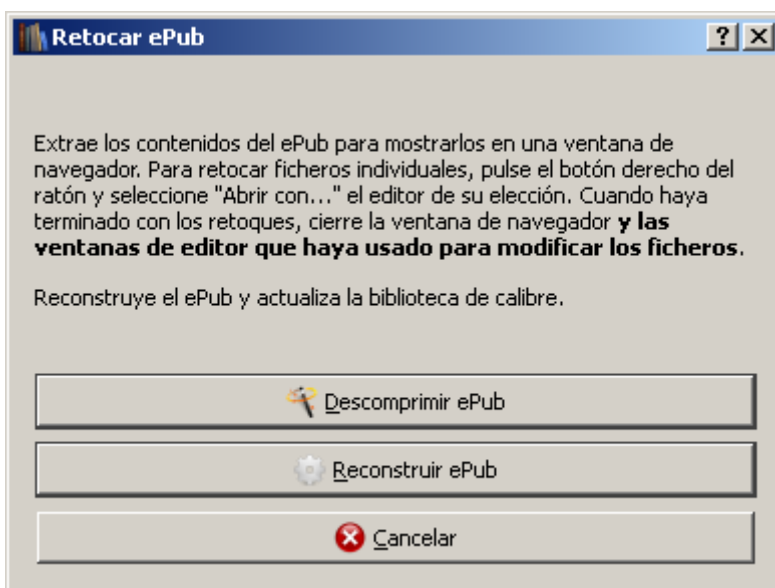 Retocar ePub
Extrae los contenidos del ePub para mostrarlos en una ventana de
navegador. Para retocar ficheros individuales, pulse el botón derecho del
ratón y seleccione "Abrir con..." el editor de su elección. Cuando haya
terminado con los retoques, cierre la ventana de navegador y las
ventanas de editor que haya usado para modificar los ficheros.
Reconstruye el ePub y actualiza la biblioteca de calibre.
Descomprimir ePub
Reconstruir ePub
Cancelar